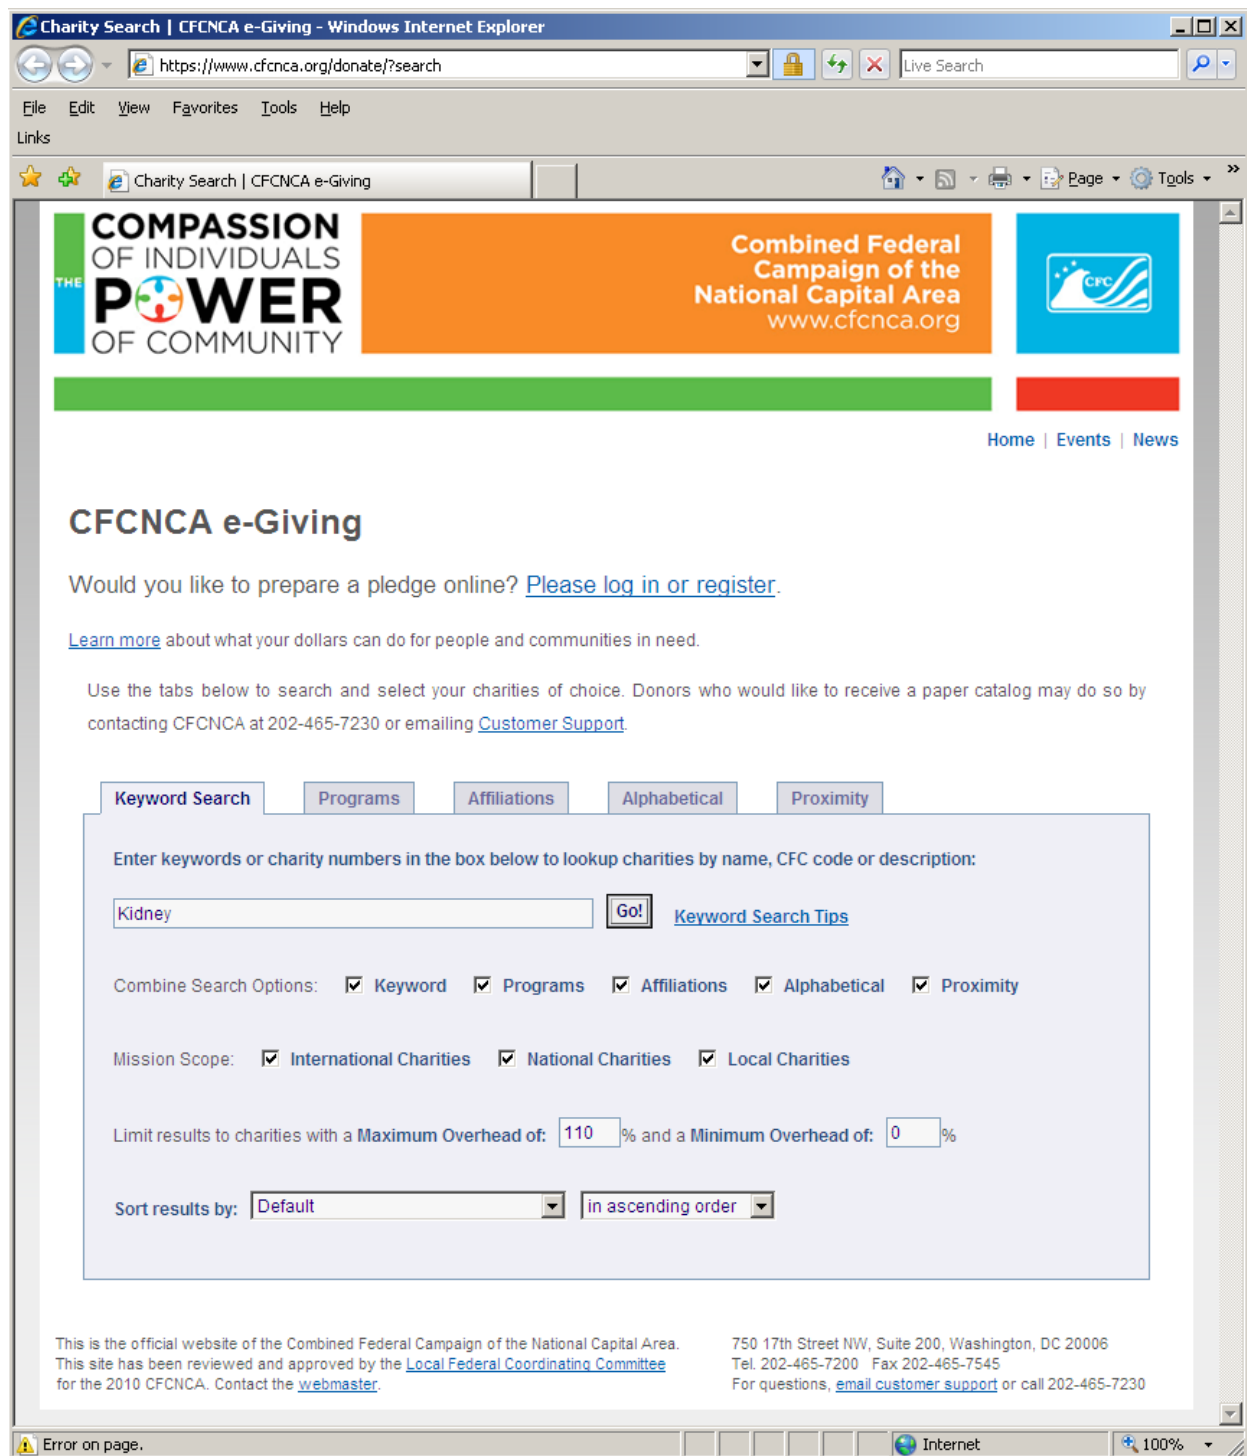 Charity Search | CFCNCA e-Giving - Windows Internet Explorer
https://www.cfcnca.org/donate/?search
Live Search
File Edit View Favorites Tools Help
Links
Charity Search | CFCNCA e-Giving
Page Tools »
THE
COMPASSION
OF INDIVIDUALS
POWER
OF COMMUNITY
Combined Federal
Campaign of the
National Capital Area
www.cfcnca.org
CFC
Home | Events | News
CFCNCA e-Giving
Would you like to prepare a pledge online? Please log in or register.
Learn more about what your dollars can do for people and communities in need.
Use the tabs below to search and select your charities of choice. Donors who would like to receive a paper catalog may do so by
contacting CFCNCA at 202-465-7230 or emailing Customer Support.
Keyword Search Programs Affiliations Alphabetical Proximity
Enter keywords or charity numbers in the box below to lookup charities by name, CFC code or description:
Kidney Go! Keyword Search Tips
Combine Search Options: Keyword Programs Affiliations Alphabetical Proximity
Mission Scope: International Charities National Charities Local Charities
Limit results to charities with a Maximum Overhead of: 110 % and a Minimum Overhead of: 0 %
Sort results by: Default in ascending order
This is the official website of the Combined Federal Campaign of the National Capital Area.
This site has been reviewed and approved by the Local Federal Coordinating Committee
for the 2010 CFCNCA. Contact the webmaster.
750 17th Street NW, Suite 200, Washington, DC 20006
Tel. 202-465-7200 Fax 202-465-7545
For questions, email customer support or call 202-465-7230
Error on page. Internet 100%